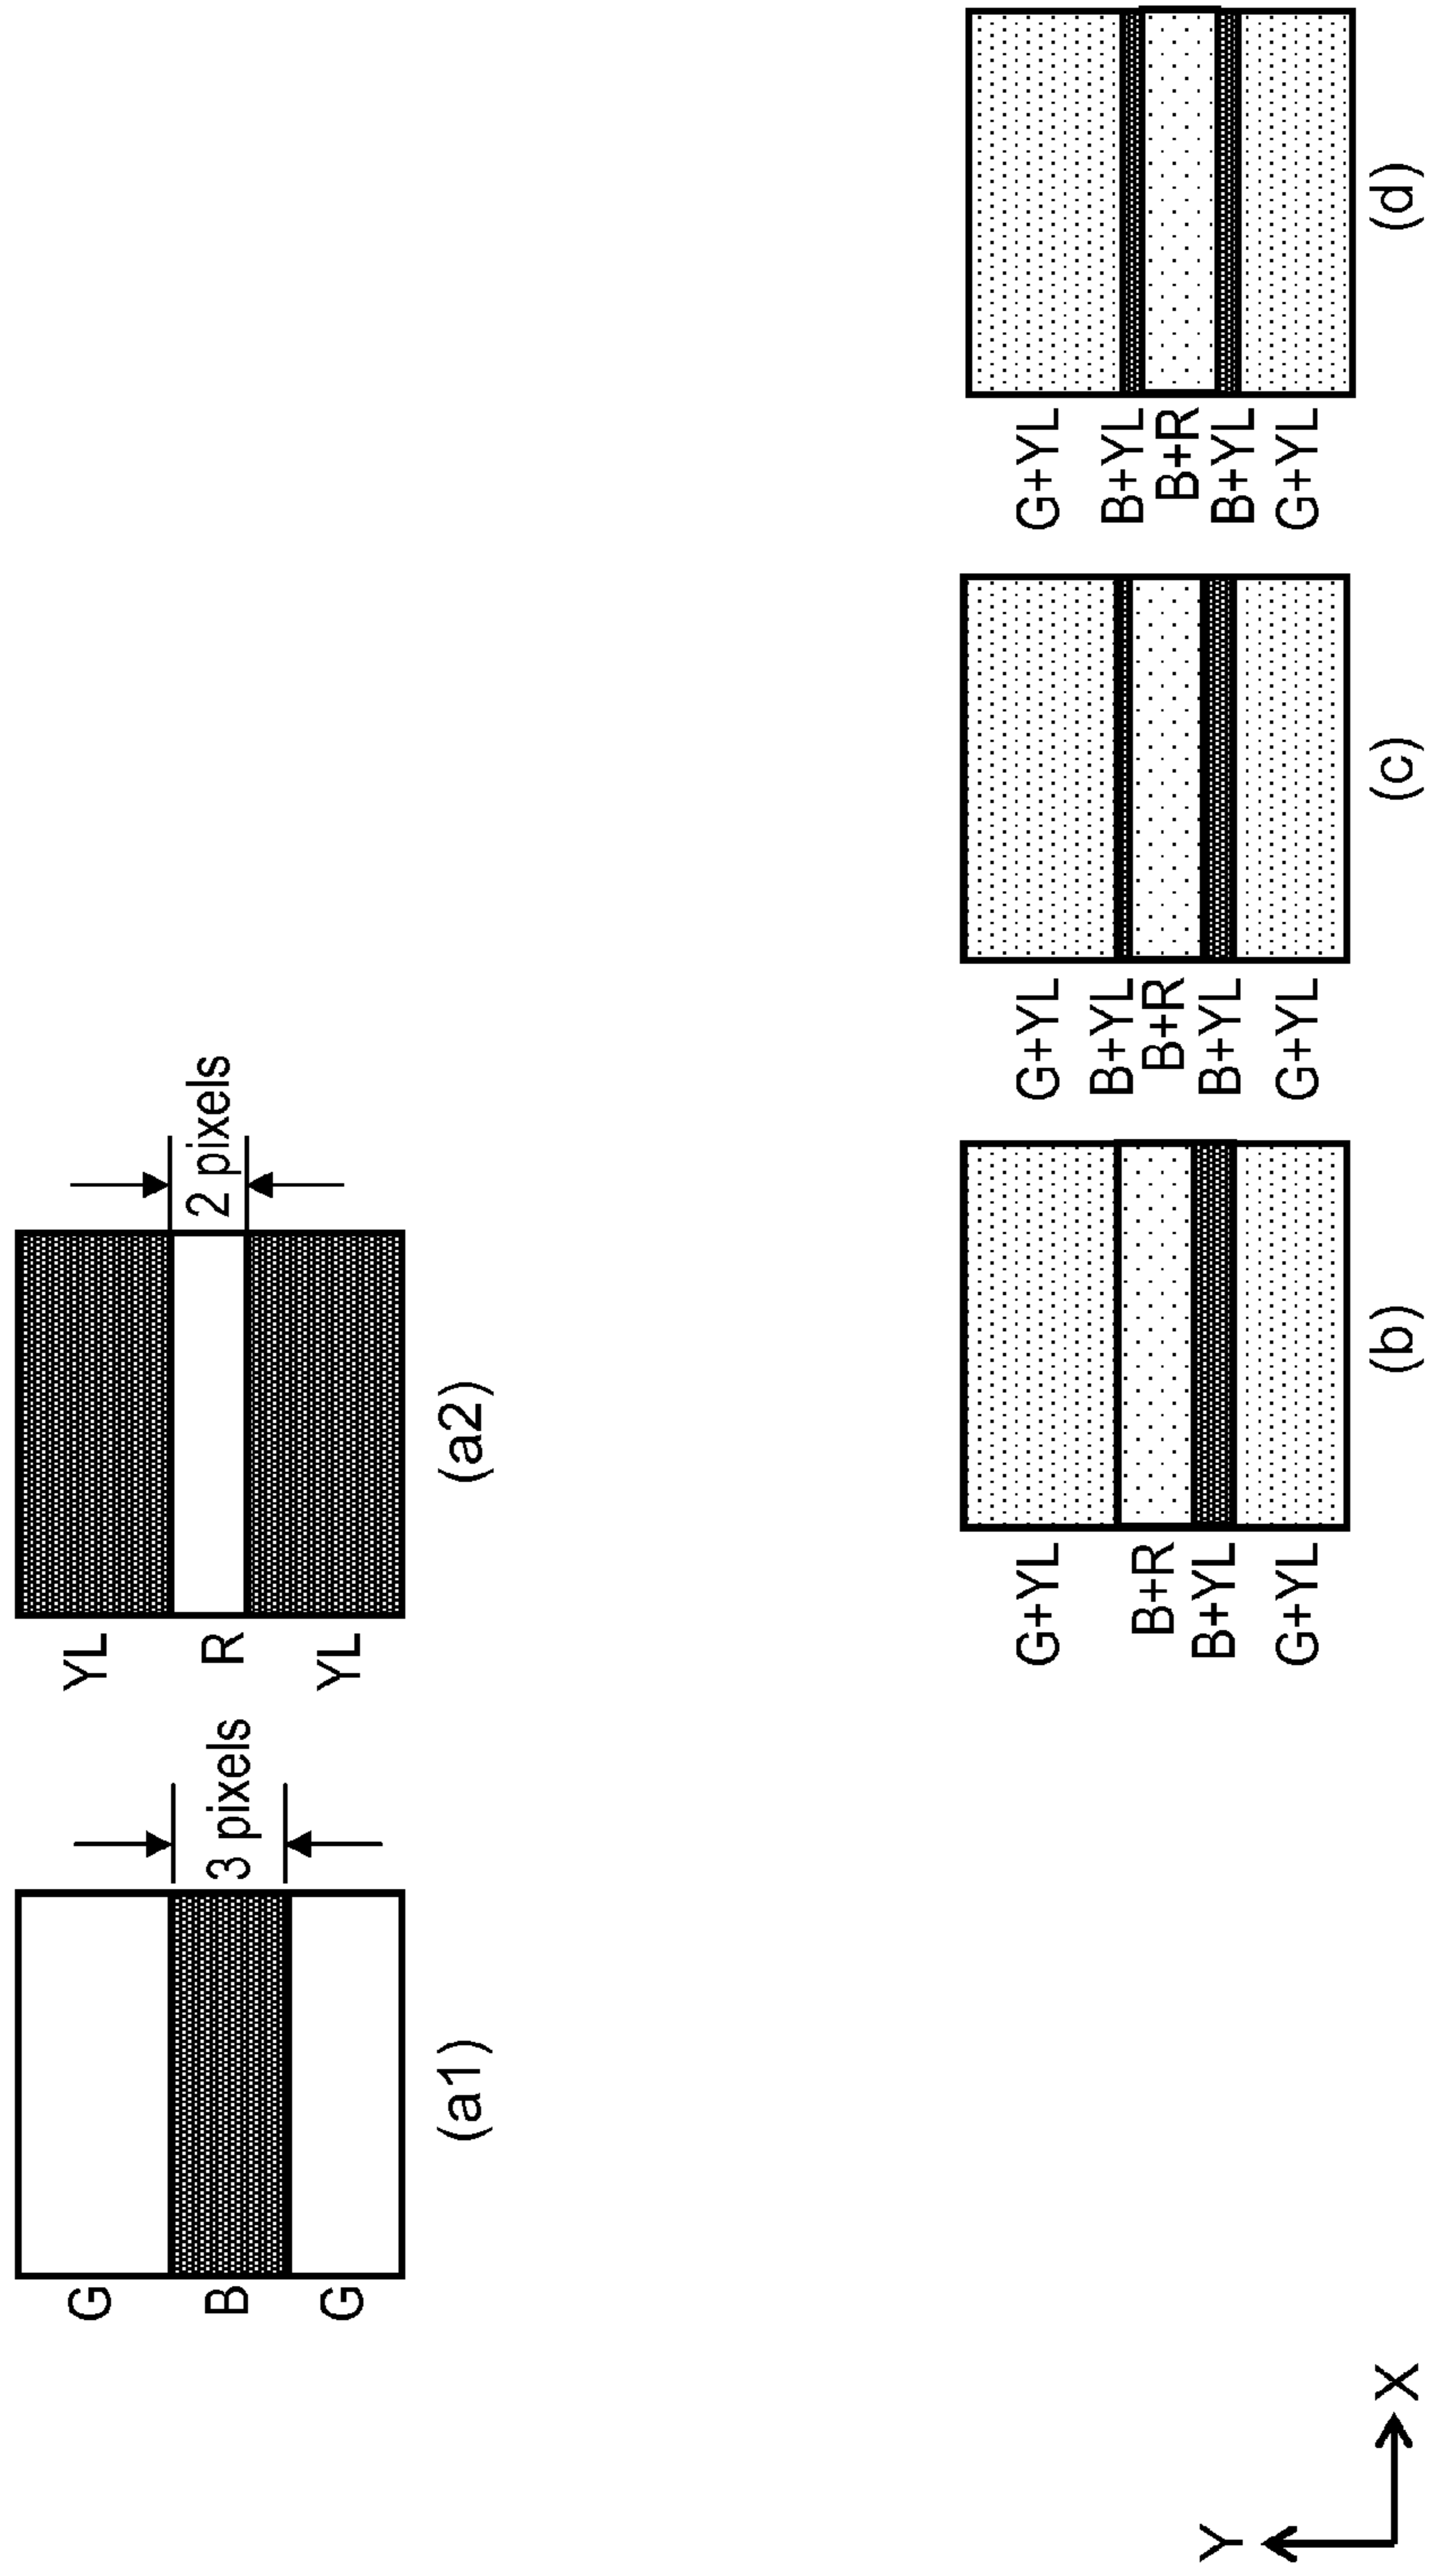 G
B
G
3 pixels
(a1)
YL
R
YL
2 pixels
(a2)
G+YL
B+R
B+YL
G+YL
(b)
G+YL
B+YL
B+R
B+YL
G+YL
(c)
G+YL
B+YL
B+R
B+YL
G+YL
(d)
Y
X